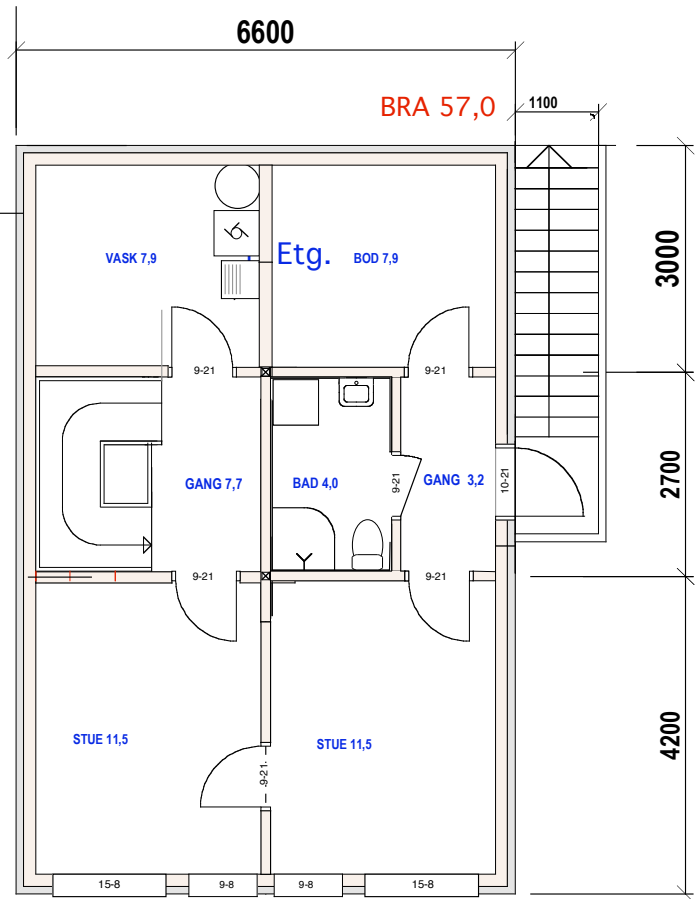 6600
BRA 57,0
1100
VASK 7,9
Etg.
BOD 7,9
3000
9-21
9-21
GANG 7,7
BAD 4,0
9-21
GANG 3,2
10-21
2700
9-21
9-21
STUE 11,5
STUE 11,5
9-21
4200
15-8
9-8
9-8
15-8